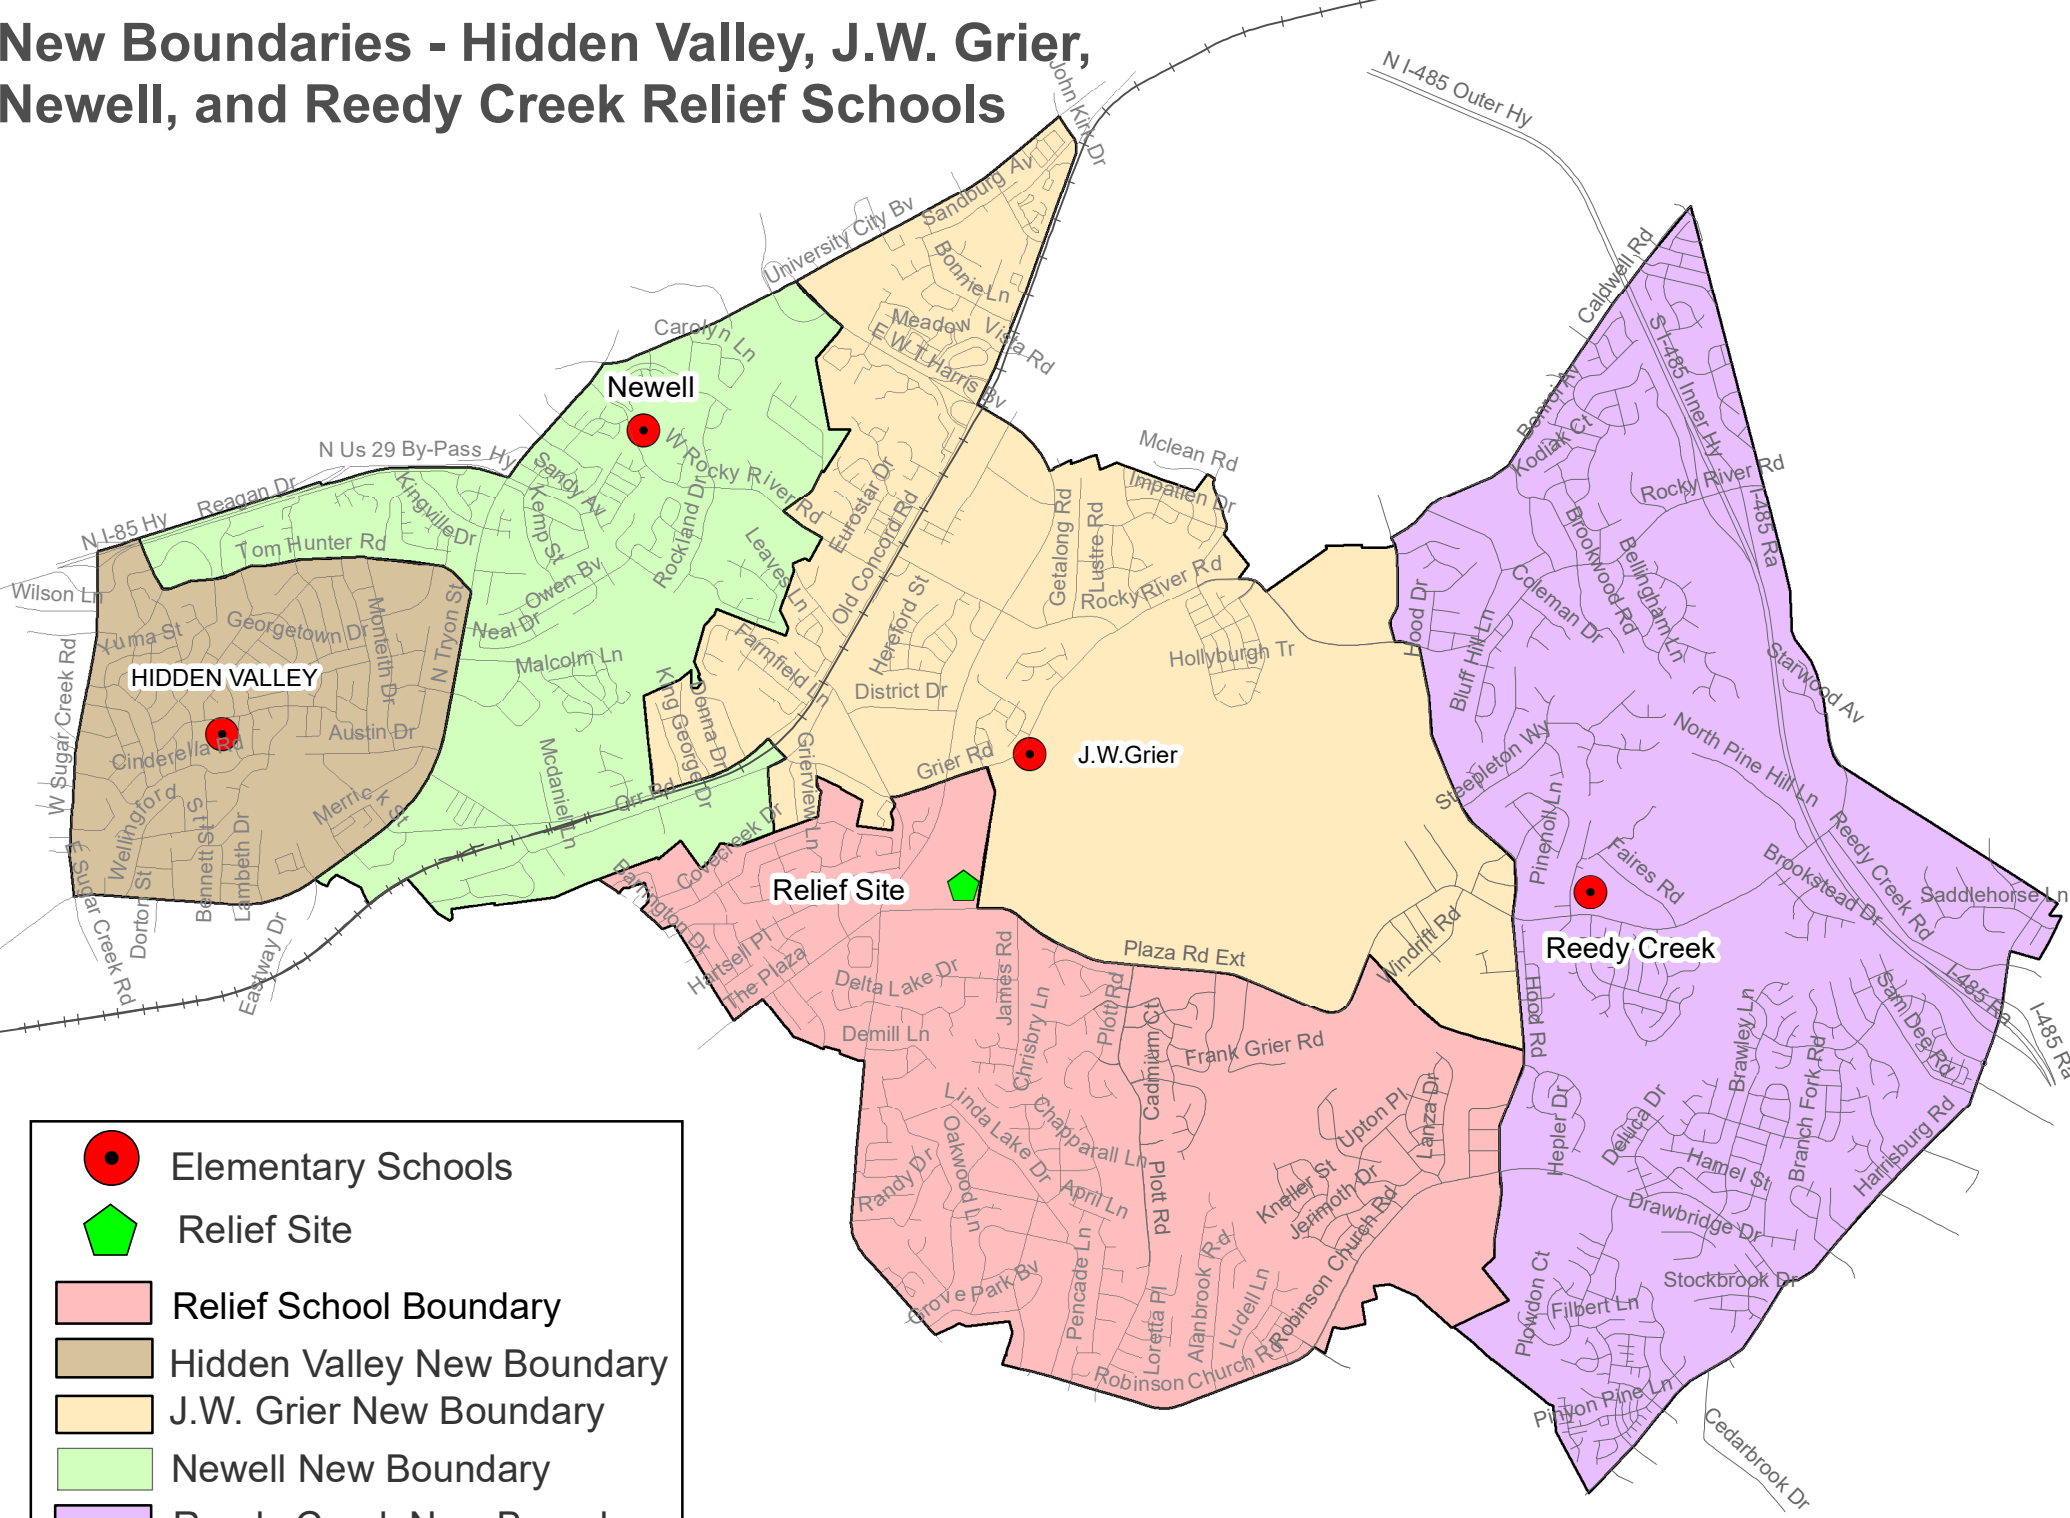 New Boundaries - Hidden Valley, J.W. Grier,
Newell, and Reedy Creek Relief Schools
John Kirk Dr
N I-485 Outer Hy
Sandburg Av
University City Bv
Bonnie Ln
Caldwell Rd
Meadow Vista Rd
E W T Harris Bv
Carolyn Ln
S I-485 Inner Hy
Newell
Benroi Av
Kodiak Ct
N Us 29 By-Pass Hy
W Rocky River Rd
Mclean Rd
Sandy Av
Impatien Dr
Rocky River Rd
Reagan Dr
Kingville Dr
Kemp St
Rockland Dr
Eurostar Dr
Old Concord Rd
Getalong Rd
Lustre Rd
I-485 Ra
N I-85 Hy
Tom Hunter Rd
Leaves Ln
Brookwood Rd
Bellingham Ln
Wilson Ln
Owen Bv
Hereford St
Rocky River Rd
Hood Dr
Coleman Dr
Yuma St
Georgetown Dr
Monteith Dr
N Tryon St
Neal Dr
Farmfield Ln
Bluff Hill Ln
Malcolm Ln
Hollyburgh Tr
Starwood Av
HIDDEN VALLEY
King George Dr
Donna Dr
District Dr
W Sugar Creek Rd
Austin Dr
Cinderella Rd
North Pine Hill Ln
Steepleton Wy
J.W.Grier
Grier Rd
Grierview Ln
Mcdaniel Ln
Orr Rd
Merrick St
Wellingford St
Pinemoll Ln
Reedy Creek Rd
Covecreek Dr
E Sugar Creek Rd
Dorton St
Bennett St
Lambeth Dr
Barrington Dr
Relief Site
Faires Rd
Brookstead Dr
Saddlehorse Ln
Eastway Dr
Hartsell Pl
The Plaza
Delta Lake Dr
James Rd
Plaza Rd Ext
Windrift Rd
Reedy Creek
Hood Rd
I-485 Ra
Sam Dee Rd
I-485 Ra
Demill Ln
Chrisbry Ln
Plott Rd
Cadmium Ct
Frank Grier Rd
Brawley Ln
Branch Fork Rd
Linda Lake Dr
Chapparall Ln
Upton Pl
Lanza Dr
Hepler Dr
Deluca Dr
Harrisburg Rd
Elementary Schools
Oakwood Ln
Randy Dr
April Ln
Plott Rd
Kneller St
Jerimoth Dr
Hamel St
Relief Site
Drawbridge Dr
Robinson Church Rd
Grove Park Bv
Pencade Ln
Alanbrook Rd
Ludell Ln
Loretta Pl
Plowdon Ct
Stockbrook Dr
Filbert Ln
Relief School Boundary
Hidden Valley New Boundary
Robinson Church Rd
J.W. Grier New Boundary
Pinyon Pine Ln
Cedarbrook Dr
Newell New Boundary